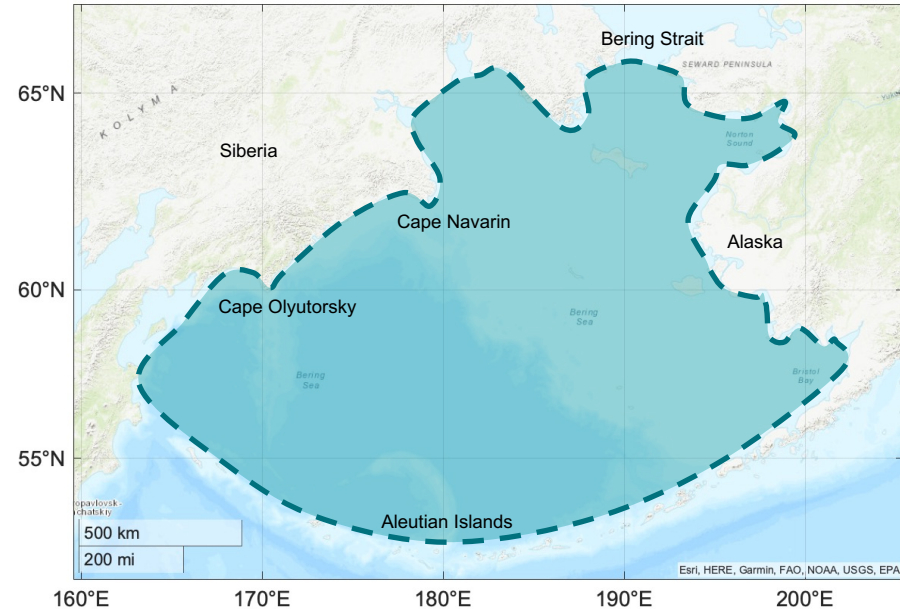 Bering Strait
SEWARD PENINSULA
65°N
KOLYMA
Norton
Sound
Siberia
Cape Navarin
Alaska
60°N
Cape Olyutorsky
Bering
Sea
Bering
Sea
Bristol
Bay
55°N
Aleutian Islands
opavlovsk-
chatskiy
500 km
200 mi
Esri, HERE, Garmin, FAO, NOAA, USGS, EPA
160°E
170°E
180°E
190°E
200°E